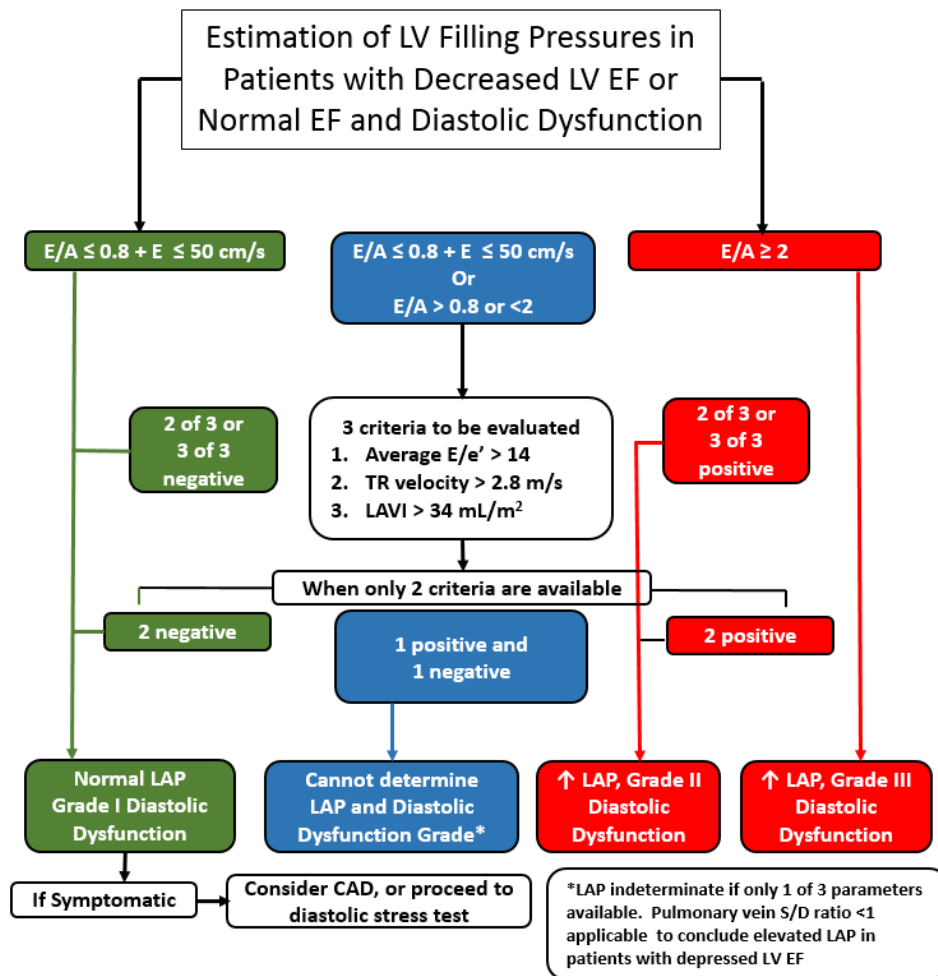 Estimation of LV Filling Pressures in
Patients with Decreased LV EF or
Normal EF and Diastolic Dysfunction
E/A ≤ 0.8 + E ≤ 50 cm/s
E/A ≤ 0.8 + E ≤ 50 cm/s
Or
E/A > 0.8 or <2
E/A ≥ 2
2 of 3 or
3 of 3
negative
3 criteria to be evaluated
1. Average E/e’ > 14
2. TR velocity > 2.8 m/s
3. LAVI > 34 mL/m²
2 of 3 or
3 of 3
positive
When only 2 criteria are available
2 negative
1 positive and
1 negative
2 positive
Normal LAP
Grade I Diastolic
Dysfunction
Cannot determine
LAP and Diastolic
Dysfunction Grade*
↑ LAP, Grade II
Diastolic
Dysfunction
↑ LAP, Grade III
Diastolic
Dysfunction
If Symptomatic
Consider CAD, or proceed to
diastolic stress test
*LAP indeterminate if only 1 of 3 parameters
available. Pulmonary vein S/D ratio <1
applicable to conclude elevated LAP in
patients with depressed LV EF